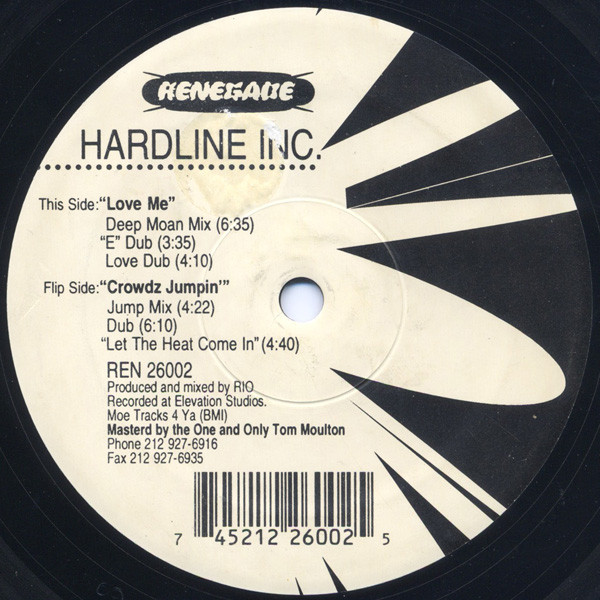 RENEGADE
HARDLINE INC.
This Side: "Love Me"
Deep Moan Mix (6:35)
"E" Dub (3:35)
Love Dub (4:10)
Flip Side: "Crowdz Jumpin'"
Jump Mix (4:22)
Dub (6:10)
"Let The Heat Come In" (4:40)
REN 26002
Produced and mixed by RIO
Recorded at Elevation Studios.
Moe Tracks 4 Ya (BMI)
Masterd by the One and Only Tom Moulton
Phone 212 927-6916
Fax 212 927-6935
7 45212 26002 5